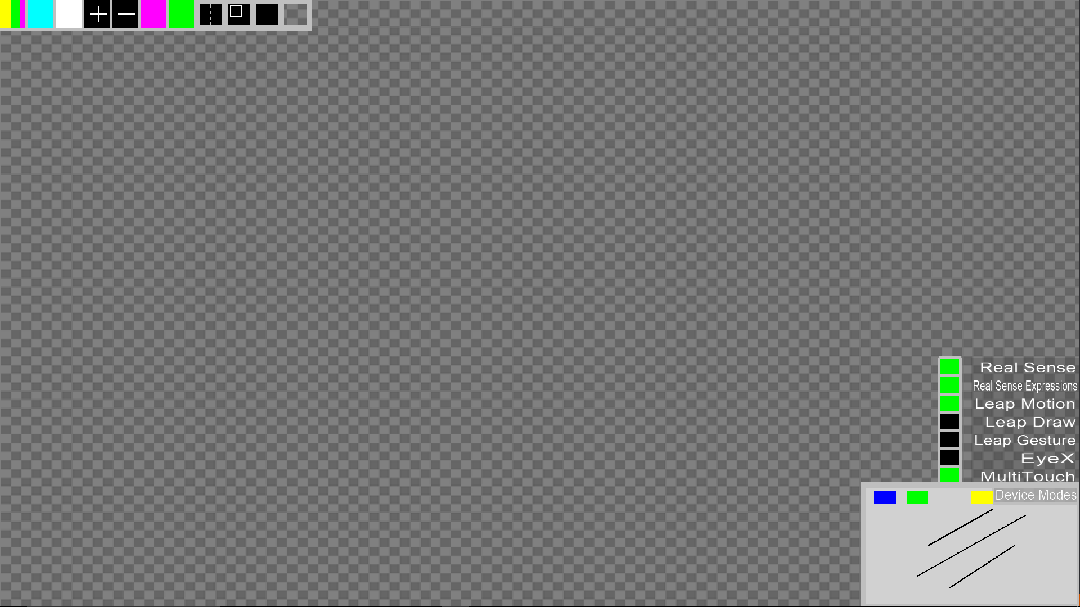 Real Sense
Real Sense Expressions
Leap Motion
Leap Draw
Leap Gesture
EyeX
MultiTouch
Device Modes